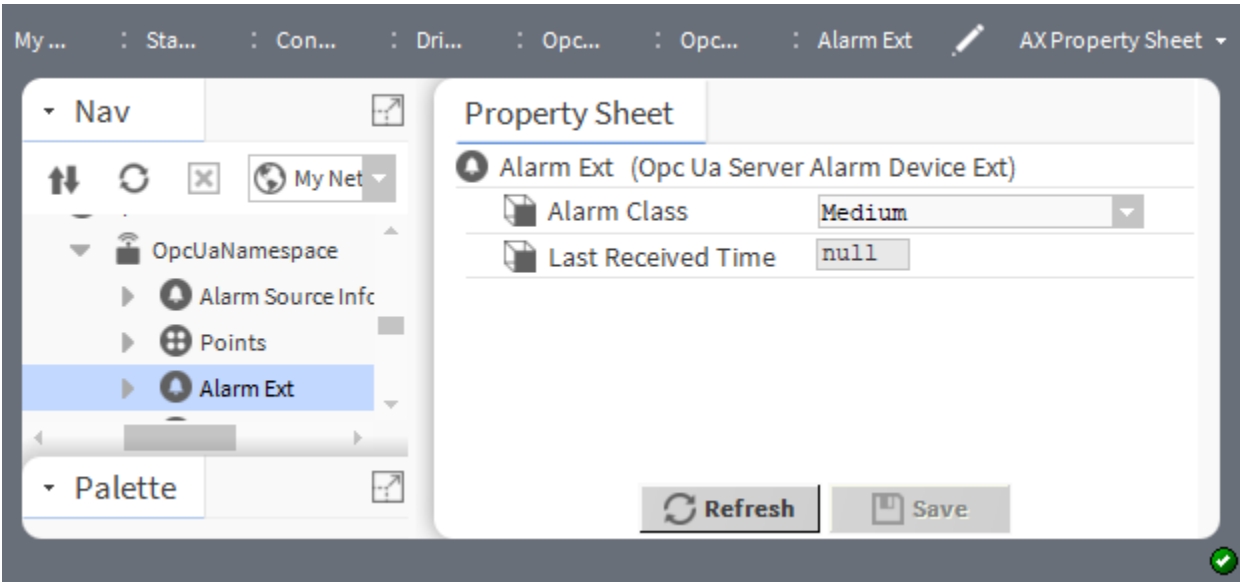 My ... : Sta... : Con... : Dri... : Opc... : Opc... : Alarm Ext AX Property Sheet
Nav
My Net
OpcUaNamespace
Alarm Source Info
Points
Alarm Ext
Palette
Property Sheet
Alarm Ext (Opc Ua Server Alarm Device Ext)
Alarm Class Medium
Last Received Time null
Refresh Save